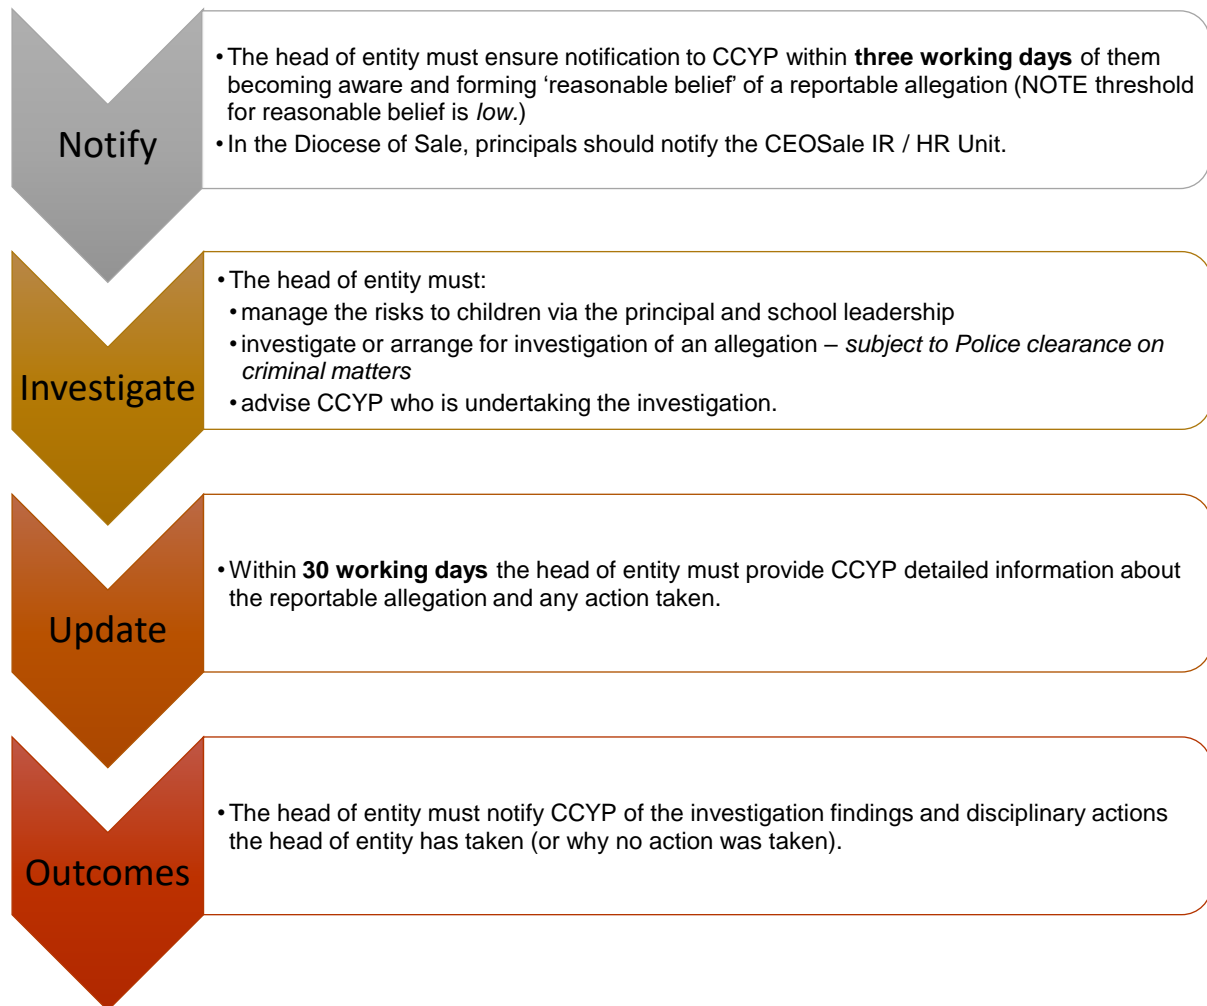 Notify
• The head of entity must ensure notification to CCYP within three working days of them
becoming aware and forming ‘reasonable belief’ of a reportable allegation (NOTE threshold
for reasonable belief is low.)
• In the Diocese of Sale, principals should notify the CEOSale IR / HR Unit.
Investigate
• The head of entity must:
• manage the risks to children via the principal and school leadership
• investigate or arrange for investigation of an allegation – subject to Police clearance on
criminal matters
• advise CCYP who is undertaking the investigation.
Update
• Within 30 working days the head of entity must provide CCYP detailed information about
the reportable allegation and any action taken.
Outcomes
• The head of entity must notify CCYP of the investigation findings and disciplinary actions
the head of entity has taken (or why no action was taken).